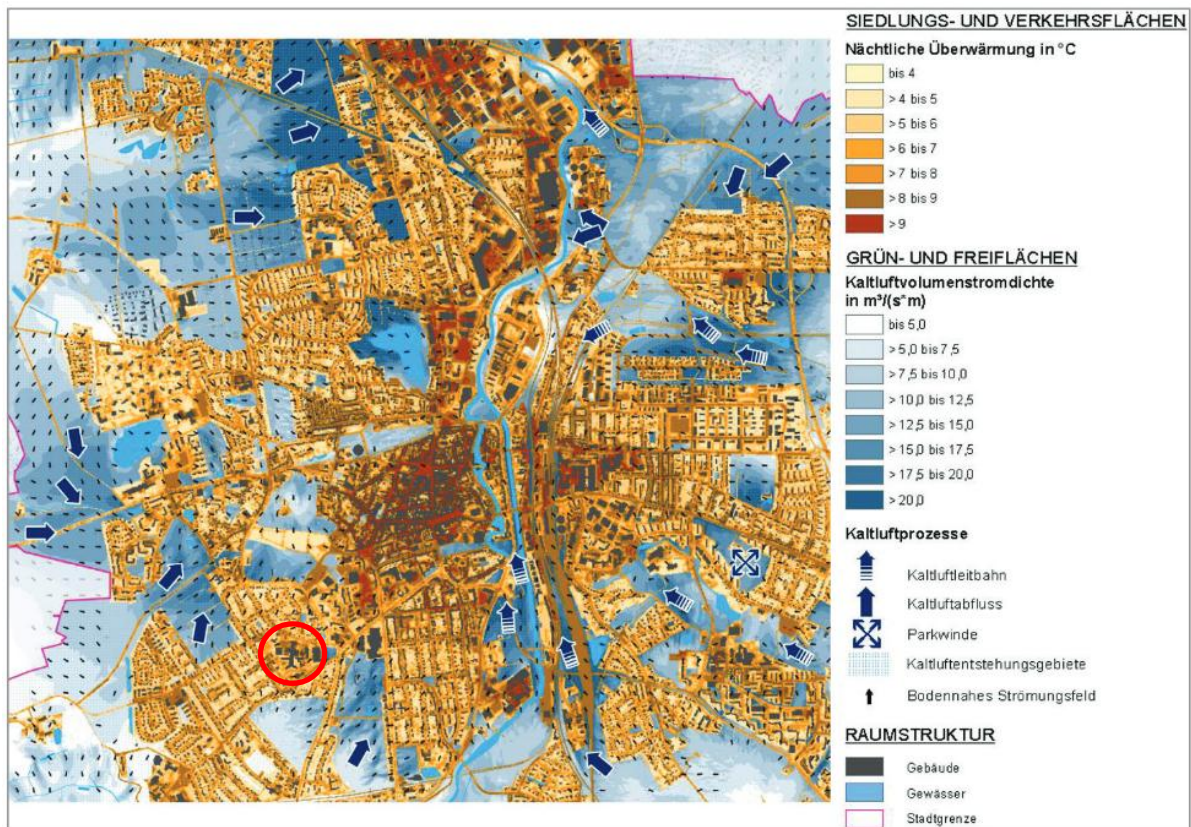 SIEDLUNGS- UND VERKEHRSFLÄCHEN
Nächtliche Überwärmung in °C
bis 4
> 4 bis 5
> 5 bis 6
> 6 bis 7
> 7 bis 8
> 8 bis 9
> 9
GRÜN- UND FREIFLÄCHEN
Kaltluftvolumenstromdichte
in m³/(s*m)
bis 5,0
> 5,0 bis 7,5
> 7,5 bis 10,0
> 10,0 bis 12,5
> 12,5 bis 15,0
> 15,0 bis 17,5
> 17,5 bis 20,0
> 20,0
Kaltluftprozesse
Kaltluftleitbahn
Kaltluftabfluss
Parkwinde
Kaltluftentstehungsgebiete
Bodennahes Strömungsfeld
RAUMSTRUKTUR
Gebäude
Gewässer
Stadtgrenze